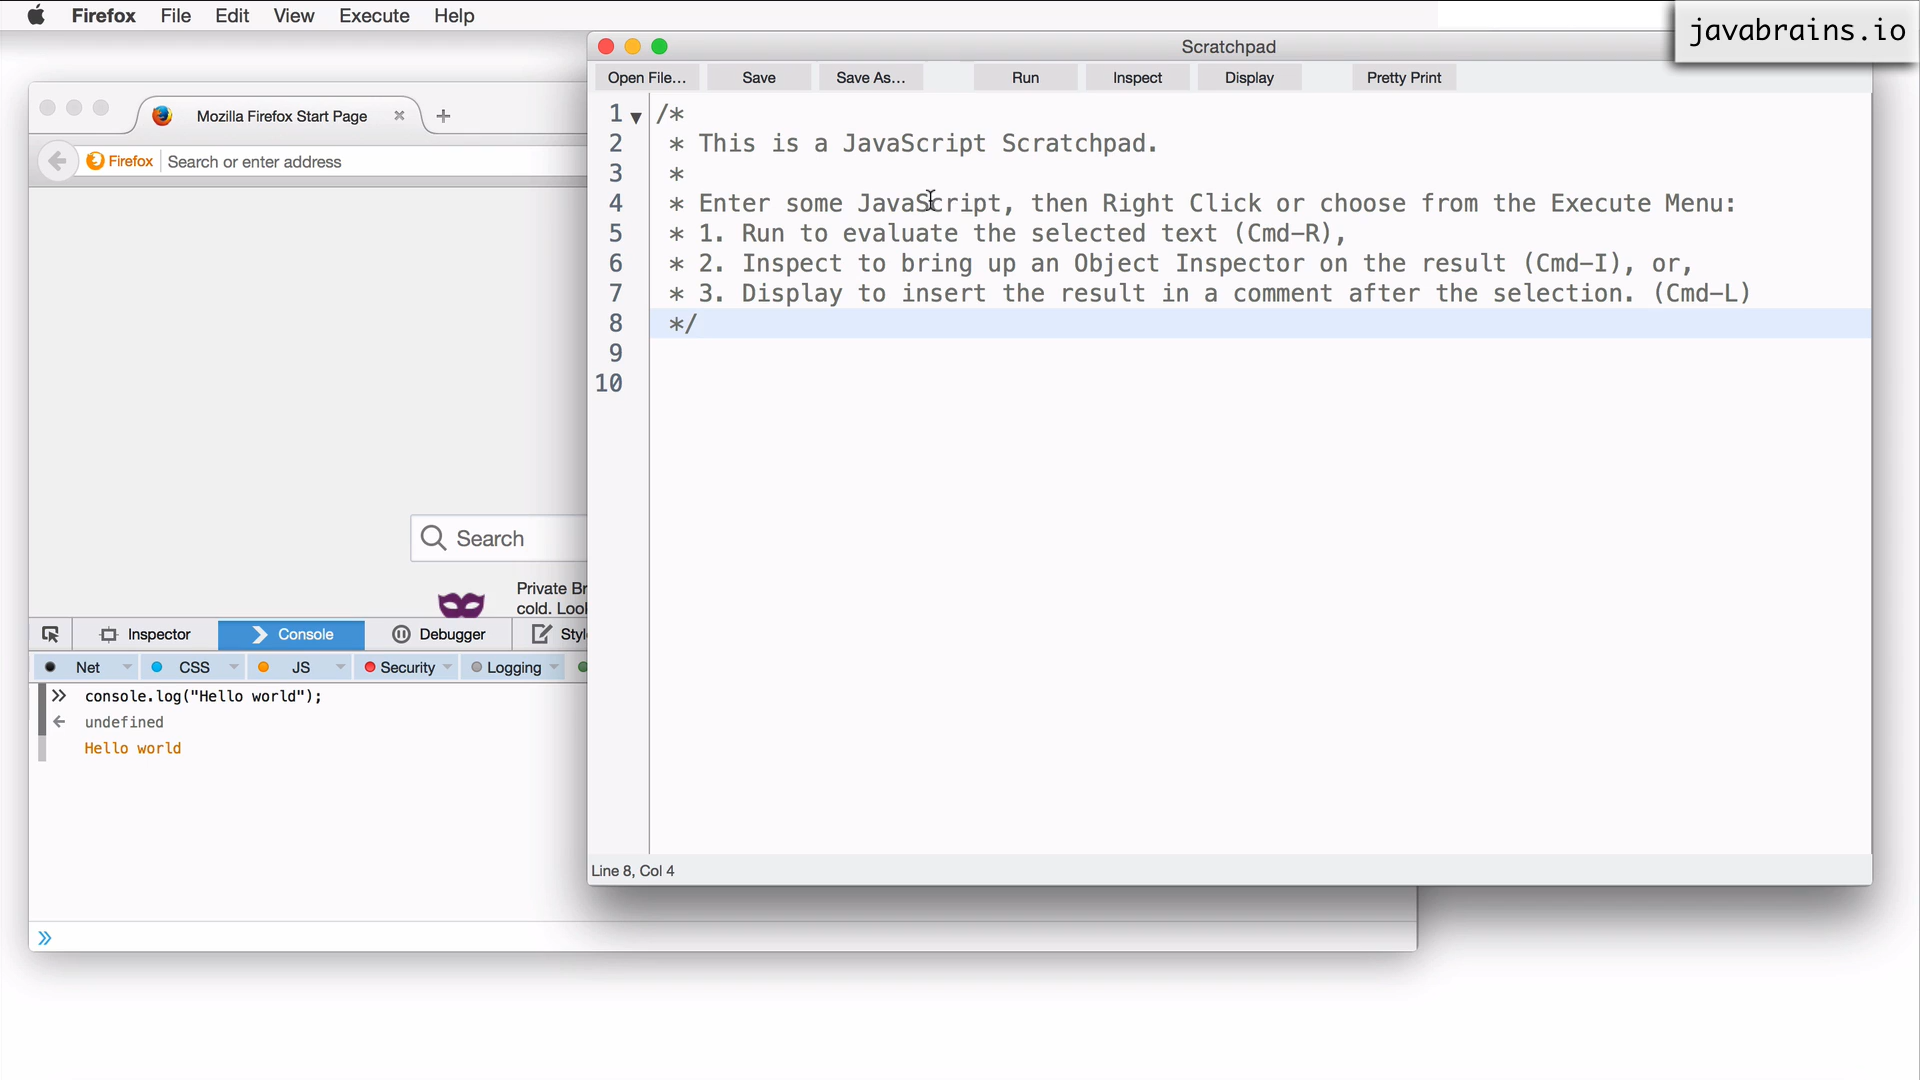 Firefox File Edit View Execute Help
javabrains.io
Scratchpad
Open File... Save Save As... Run Inspect Display Pretty Print
1 /*
2 * This is a JavaScript Scratchpad.
3 *
4 * Enter some JavaScript, then Right Click or choose from the Execute Menu:
5 * 1. Run to evaluate the selected text (Cmd-R),
6 * 2. Inspect to bring up an Object Inspector on the result (Cmd-I), or,
7 * 3. Display to insert the result in a comment after the selection. (Cmd-L)
8 */
9
10
Line 8, Col 4
Mozilla Firefox Start Page
Firefox Search or enter address
Search
Private Br
cold. Look
Inspector Console Debugger Styl
Net CSS JS Security Logging
console.log("Hello world");
undefined
Hello world